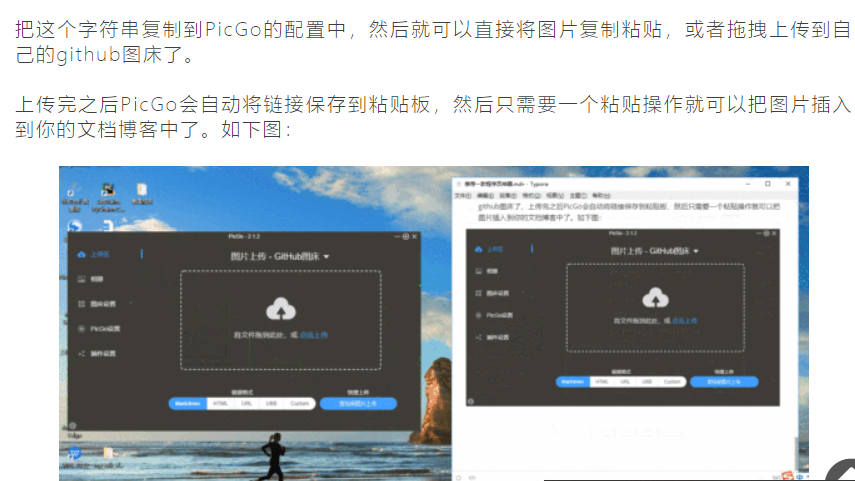 把这个字符串复制到PicGo的配置中，然后就可以直接将图片复制粘贴，或者拖拽上传到自
己的github图床了。
上传完之后PicGo会自动将链接保存到粘贴板，然后只需要一个粘贴操作就可以把图片插入
到你的文档博客中了。如下图：
PicGo - 2.1.2
上传区
图片上传 - GitHub图床
相册
图床设置
PicGo设置
插件设置
将文件拖到此处，或 点击上传
链接格式
快捷上传
Markdown HTML URL UBB Custom
剪贴板图片上传
Edge
- Typora
文件(F) 编辑(E) 段落(P) 格式(O) 视图(V) 主题(T) 帮助(H)
github图床了。上传完之后PicGo会自动将链接保存到粘贴板，然后只需要一个粘贴操作就可以把
图片插入到你的文档博客中了。如下图：
PicGo - 2.1.2
上传区
图片上传 - GitHub图床
相册
图床设置
PicGo设置
插件设置
将文件拖到此处，或 点击上传
链接格式
快捷上传
Markdown HTML URL UBB Custom
剪贴板图片上传